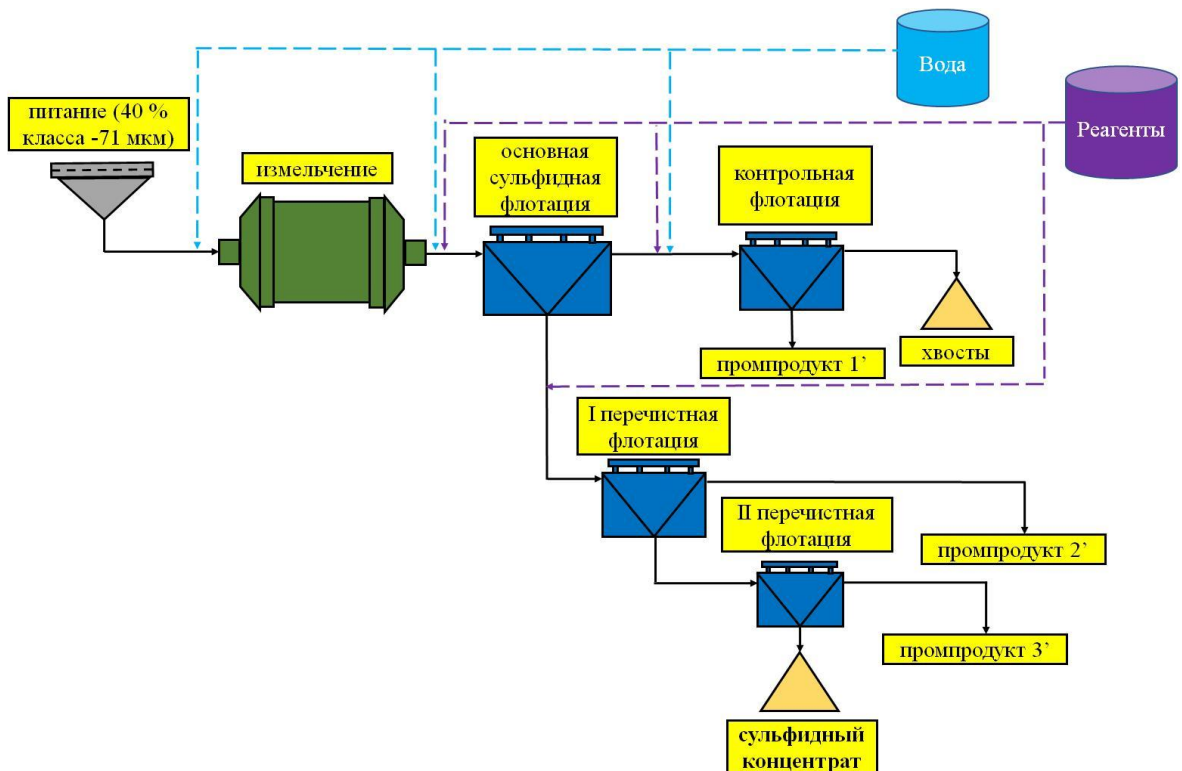 Вода
Реагенты
питание (40 %
класса -71 мкм)
измельчение
основная
сульфидная
флотация
контрольная
флотация
промпродукт 1’
хвосты
I перечистная
флотация
II перечистная
флотация
промпродукт 2’
промпродукт 3’
сульфидный
концентрат